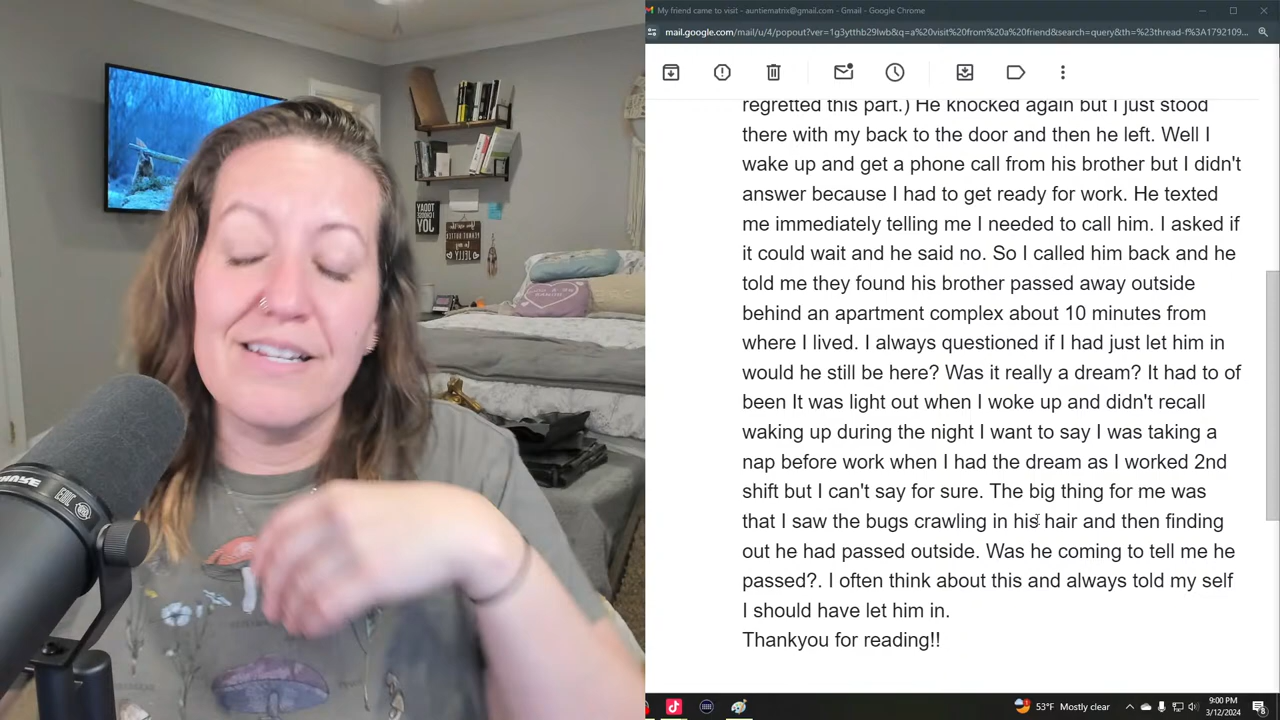 My friend came to visit - auntiematrix@gmail.com - Gmail - Google Chrome
mail.google.com/mail/u/4/popout?ver=1g3ytthb29lwb&q=a%20visit%20from%20a%20friend&search=query&th=%23thread-f%3A1792109...
regretted this part.) He knocked again but I just stood
there with my back to the door and then he left. Well I
wake up and get a phone call from his brother but I didn't
answer because I had to get ready for work. He texted
me immediately telling me I needed to call him. I asked if
it could wait and he said no. So I called him back and he
told me they found his brother passed away outside
behind an apartment complex about 10 minutes from
where I lived. I always questioned if I had just let him in
would he still be here? Was it really a dream? It had to of
been It was light out when I woke up and didn't recall
waking up during the night I want to say I was taking a
nap before work when I had the dream as I worked 2nd
shift but I can't say for sure. The big thing for me was
that I saw the bugs crawling in his hair and then finding
out he had passed outside. Was he coming to tell me he
passed?. I often think about this and always told my self
I should have let him in.
Thankyou for reading!!
53°F Mostly clear
9:00 PM
3/12/2024
TODAY
I CHOOSE
JOY
PEANUT BUTTER
to my
JELLY